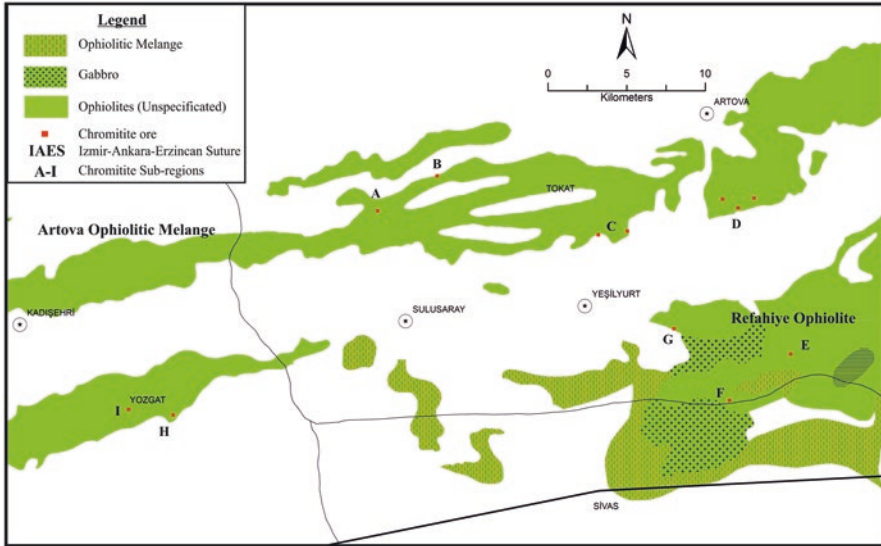 Legend
Ophiolitic Melange
Gabbro
Ophiolites (Unspecificated)
Chromitite ore
IAES Izmir-Ankara-Erzincan Suture
A-I Chromitite Sub-regions
N
0 5 10
Kilometers
ARTOVA
B
A
TOKAT
C
D
Artova Ophiolitic Melange
KADIŞEHRİ
SULUSARAY
YEŞİLYURT
Refahiye Ophiolite
G
E
F
YOZGAT
I
H
SİVAS